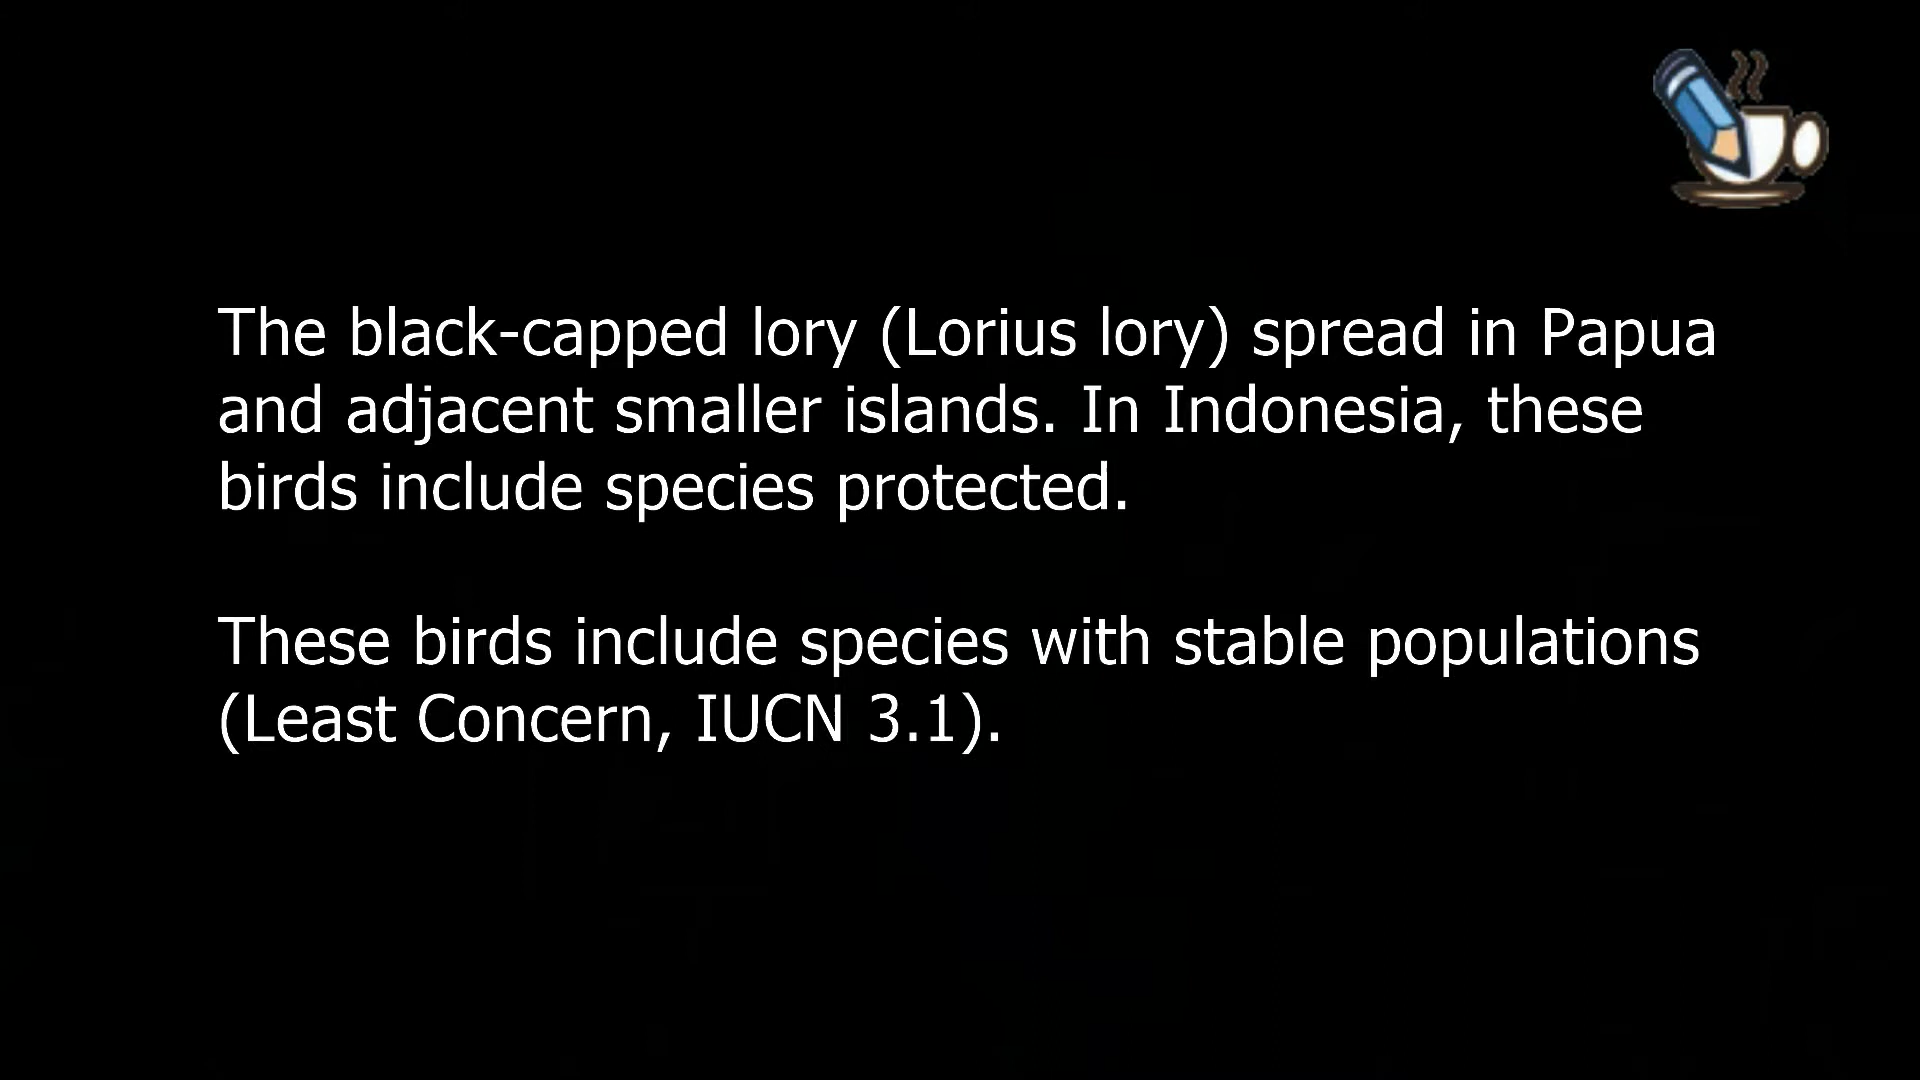 The black-capped lory (Lorius lory) spread in Papua
and adjacent smaller islands. In Indonesia, these
birds include species protected.
These birds include species with stable populations
(Least Concern, IUCN 3.1).